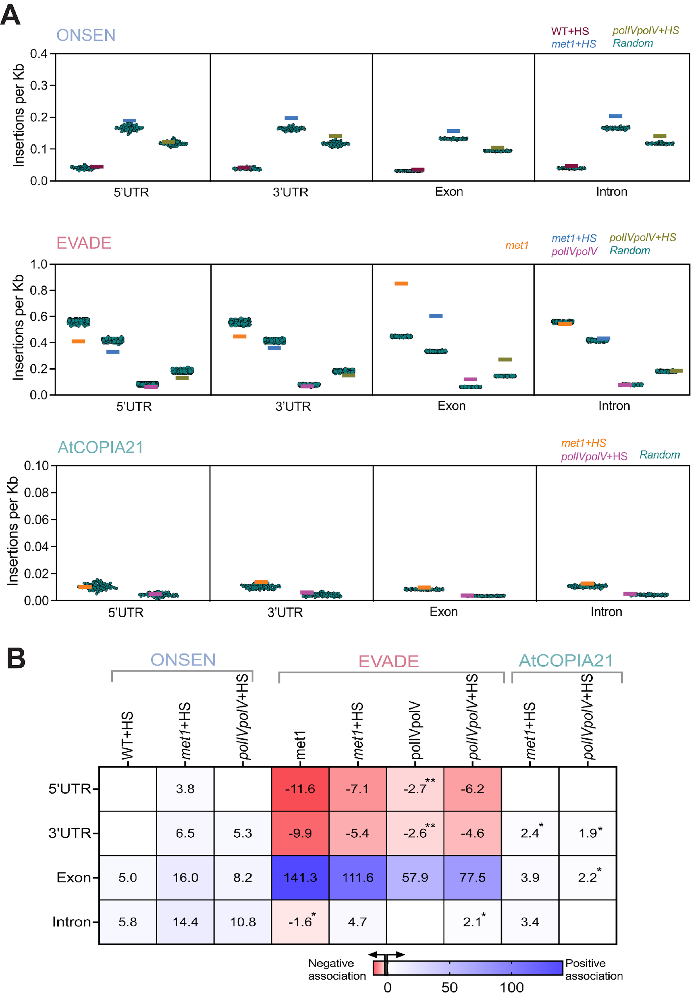 A
ONSEN
WT+HS polIVpolV+HS
met1+HS Random
Insertions per Kb
0.4
0.3
0.2
0.1
0.0
5’UTR 3’UTR Exon Intron
EVADE
met1 met1+HS polIVpolV+HS
polIVpolV Random
Insertions per Kb
1.0
0.8
0.6
0.4
0.2
0.0
5’UTR 3’UTR Exon Intron
AtCOPIA21
met1+HS
polIVpolV+HS Random
Insertions per Kb
0.10
0.08
0.06
0.04
0.02
0.00
5’UTR 3’UTR Exon Intron
B
ONSEN EVADE AtCOPIA21
WT+HS met1+HS polIVpolV+HS met1 met1+HS polIVpolV polIVpolV+HS met1+HS polIVpolV+HS
5'UTR 3.8 -11.6 -7.1 -2.7** -6.2
3'UTR 6.5 5.3 -9.9 -5.4 -2.6** -4.6 2.4* 1.9*
Exon 5.0 16.0 8.2 141.3 111.6 57.9 77.5 3.9 2.2*
Intron 5.8 14.4 10.8 -1.6* 4.7 2.1* 3.4
Negative association
Positive association
0 50 100